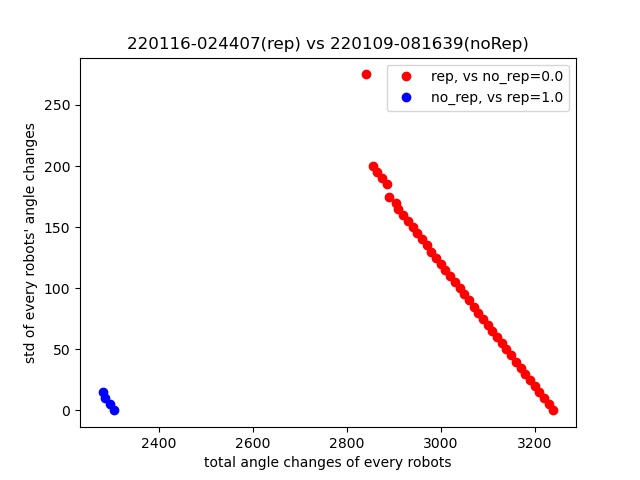 220116-024407(rep) vs 220109-081639(noRep)
rep, vs no_rep=0.0
no_rep, vs rep=1.0
std of every robots' angle changes
250
200
150
100
50
0
2400 2600 2800 3000 3200
total angle changes of every robots